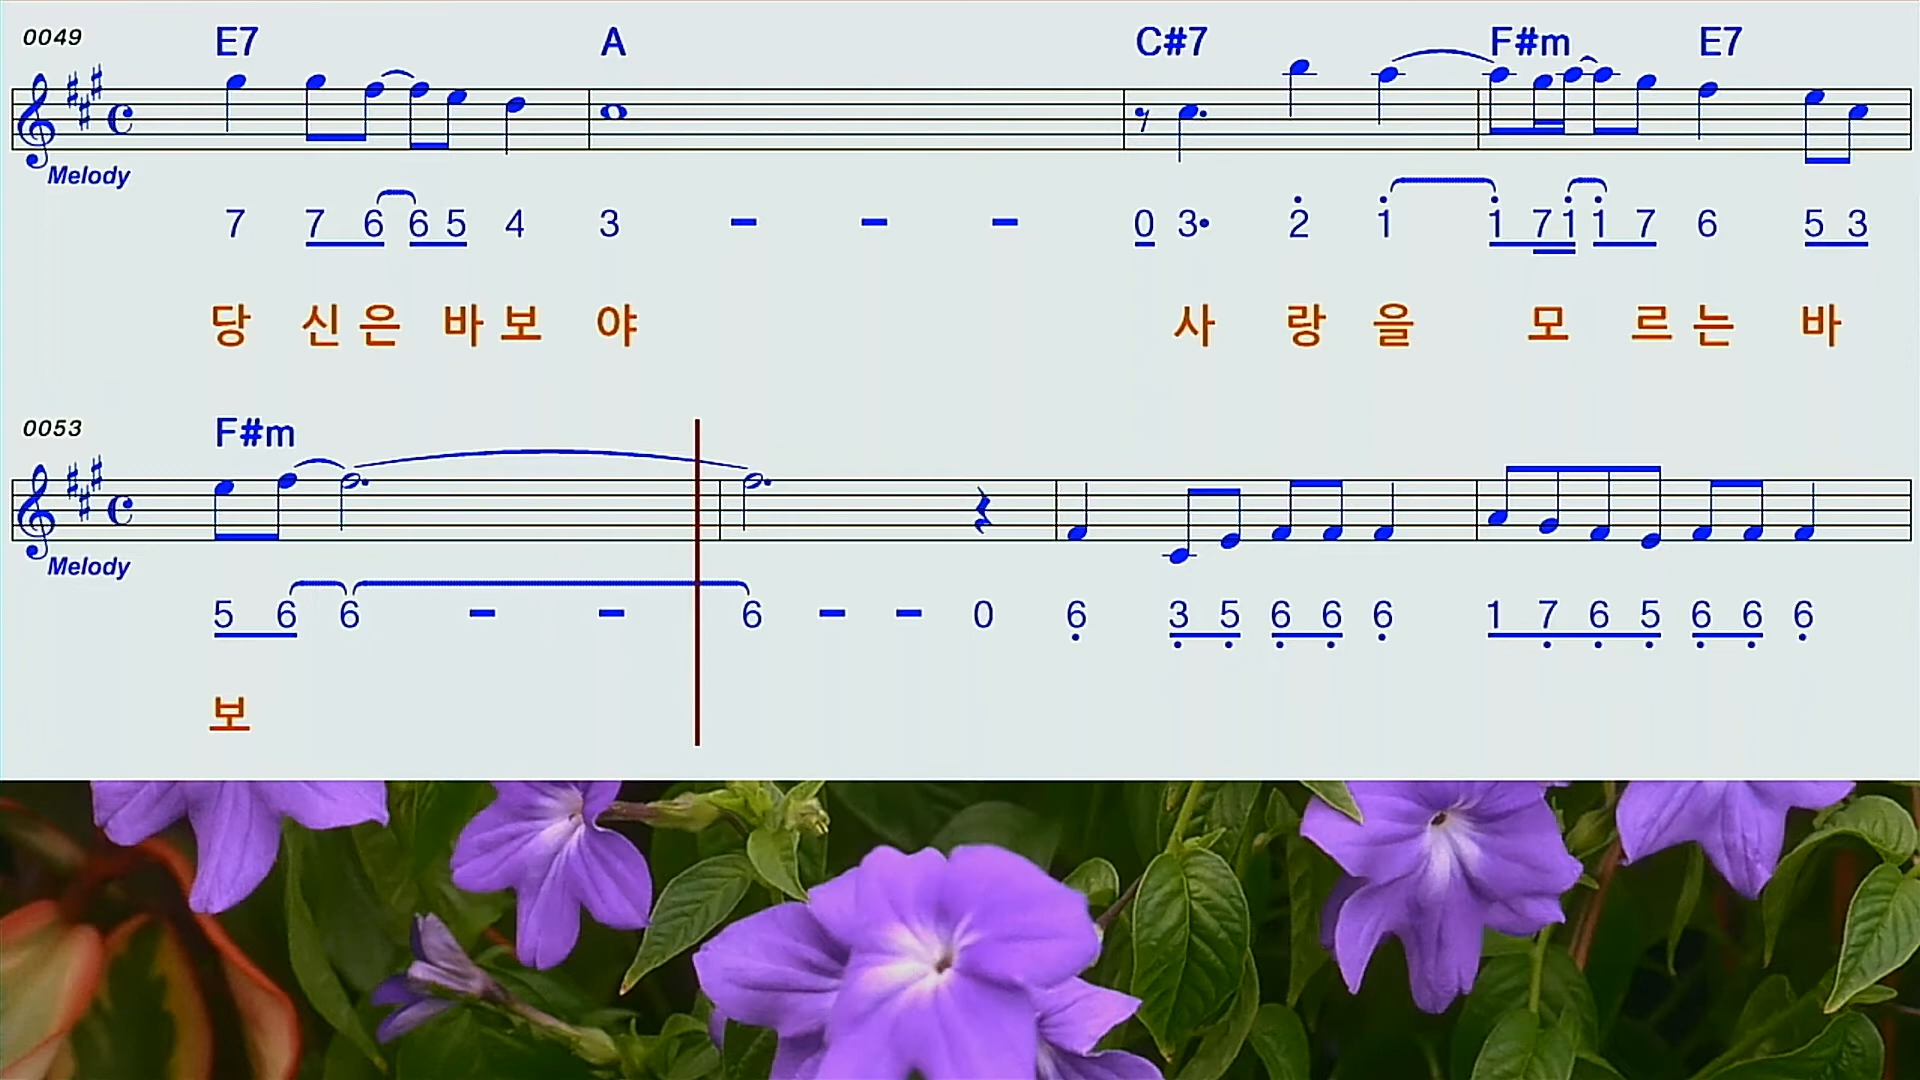 0049 E7 A C#7 F#m E7
Melody
7 7 6 6 5 4 3 - - - 0 3• 2 1 1 7 1 1 7 6 5 3
당 신 은 바 보 야 사 랑 을 모 르 는 바
0053 F#m
Melody
5 6 6 - - 6 - - 0 6 3 5 6 6 6 1 7 6 5 6 6 6
보